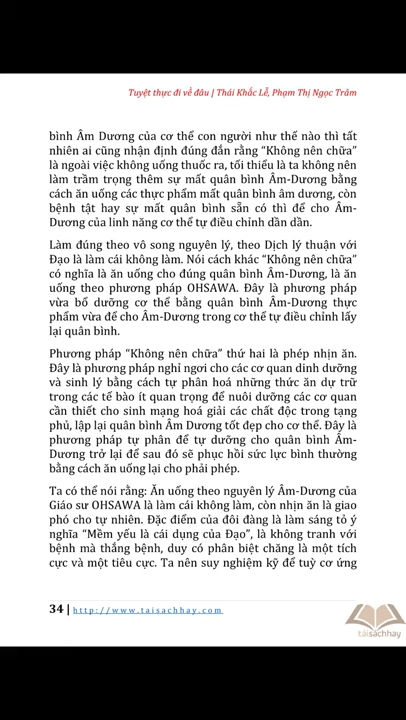 Tuyệt thực đi về đâu | Thái Khắc Lễ, Phạm Thị Ngọc Trâm
bình Âm Dương của cơ thể con người như thế nào thì tất
nhiên ai cũng nhận định đúng đắn rằng “Không nên chữa”
là ngoài việc không uống thuốc ra, tối thiểu là ta không nên
làm trầm trọng thêm sự mất quân bình Âm-Dương bằng
cách ăn uống các thực phẩm mất quân bình âm dương, còn
bệnh tật hay sự mất quân bình sẵn có thì để cho Âm-
Dương của linh năng cơ thể tự điều chỉnh dần dần.
Làm đúng theo vô song nguyên lý, theo Dịch lý thuận với
Đạo là làm cái không làm. Nói cách khác “Không nên chữa”
có nghĩa là ăn uống cho đúng quân bình Âm-Dương, là ăn
uống theo phương pháp OHSAWA. Đây là phương pháp
vừa bổ dưỡng cơ thể bằng quân bình Âm-Dương thực
phẩm vừa để cho Âm-Dương trong cơ thể tự điều chỉnh lấy
lại quân bình.
Phương pháp “Không nên chữa” thứ hai là phép nhịn ăn.
Đây là phương pháp nghỉ ngơi cho các cơ quan dinh dưỡng
và sinh lý bằng cách tự phân hoá những thức ăn dự trữ
trong các tế bào ít quan trọng để nuôi dưỡng các cơ quan
cần thiết cho sinh mạng hoá giải các chất độc trong tạng
phủ, lập lại quân bình Âm Dương tốt đẹp cho cơ thể. Đây là
phương pháp tự phân để tự dưỡng cho quân bình Âm-
Dương trở lại để sau đó sẽ phục hồi sức lực bình thường
bằng cách ăn uống lại cho phải phép.
Ta có thể nói rằng: Ăn uống theo nguyên lý Âm-Dương của
Giáo sư OHSAWA là làm cái không làm, còn nhịn ăn là giao
phó cho tự nhiên. Đặc điểm của đôi đàng là làm sáng tỏ ý
nghĩa “Mềm yếu là cái dụng của Đạo”, là không tranh với
bệnh mà thắng bệnh, duy có phân biệt chăng là một tích
cực và một tiêu cực. Ta nên suy nghiệm kỹ để tuỳ cơ ứng
34 | http://www.taisachhay.com
taisachhay